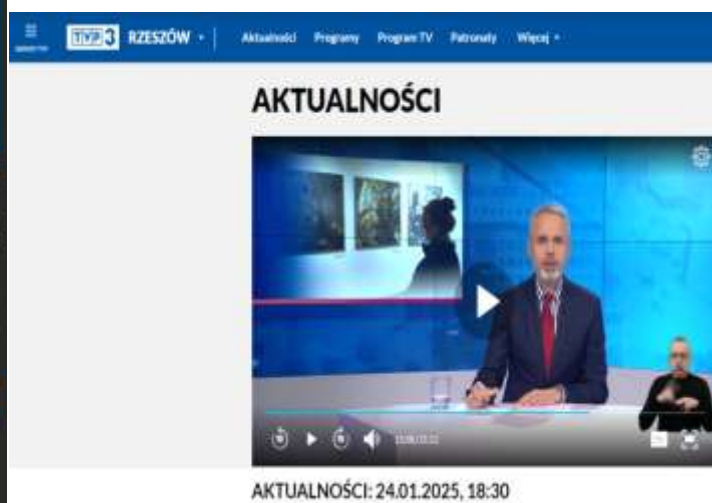 TVP3 RZESZÓW
Aktualności Programy Program TV Patronaty Więcej
AKTUALNOŚCI
AKTUALNOŚCI: 24.01.2025, 18:30